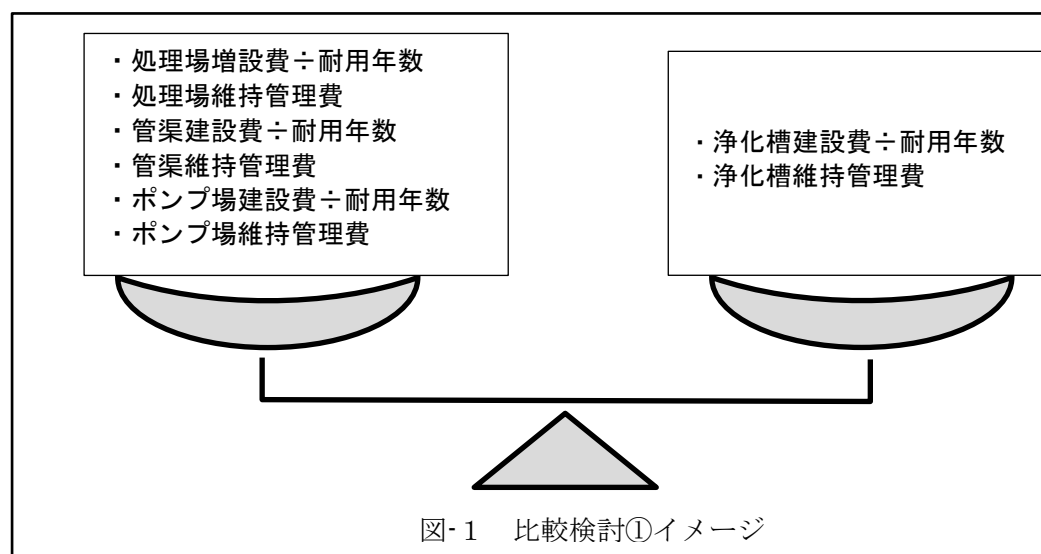 ・処理場増設費÷耐用年数
・処理場維持管理費
・管渠建設費÷耐用年数
・管渠維持管理費
・ポンプ場建設費÷耐用年数
・ポンプ場維持管理費
・浄化槽建設費÷耐用年数
・浄化槽維持管理費
図-１　比較検討①イメージ